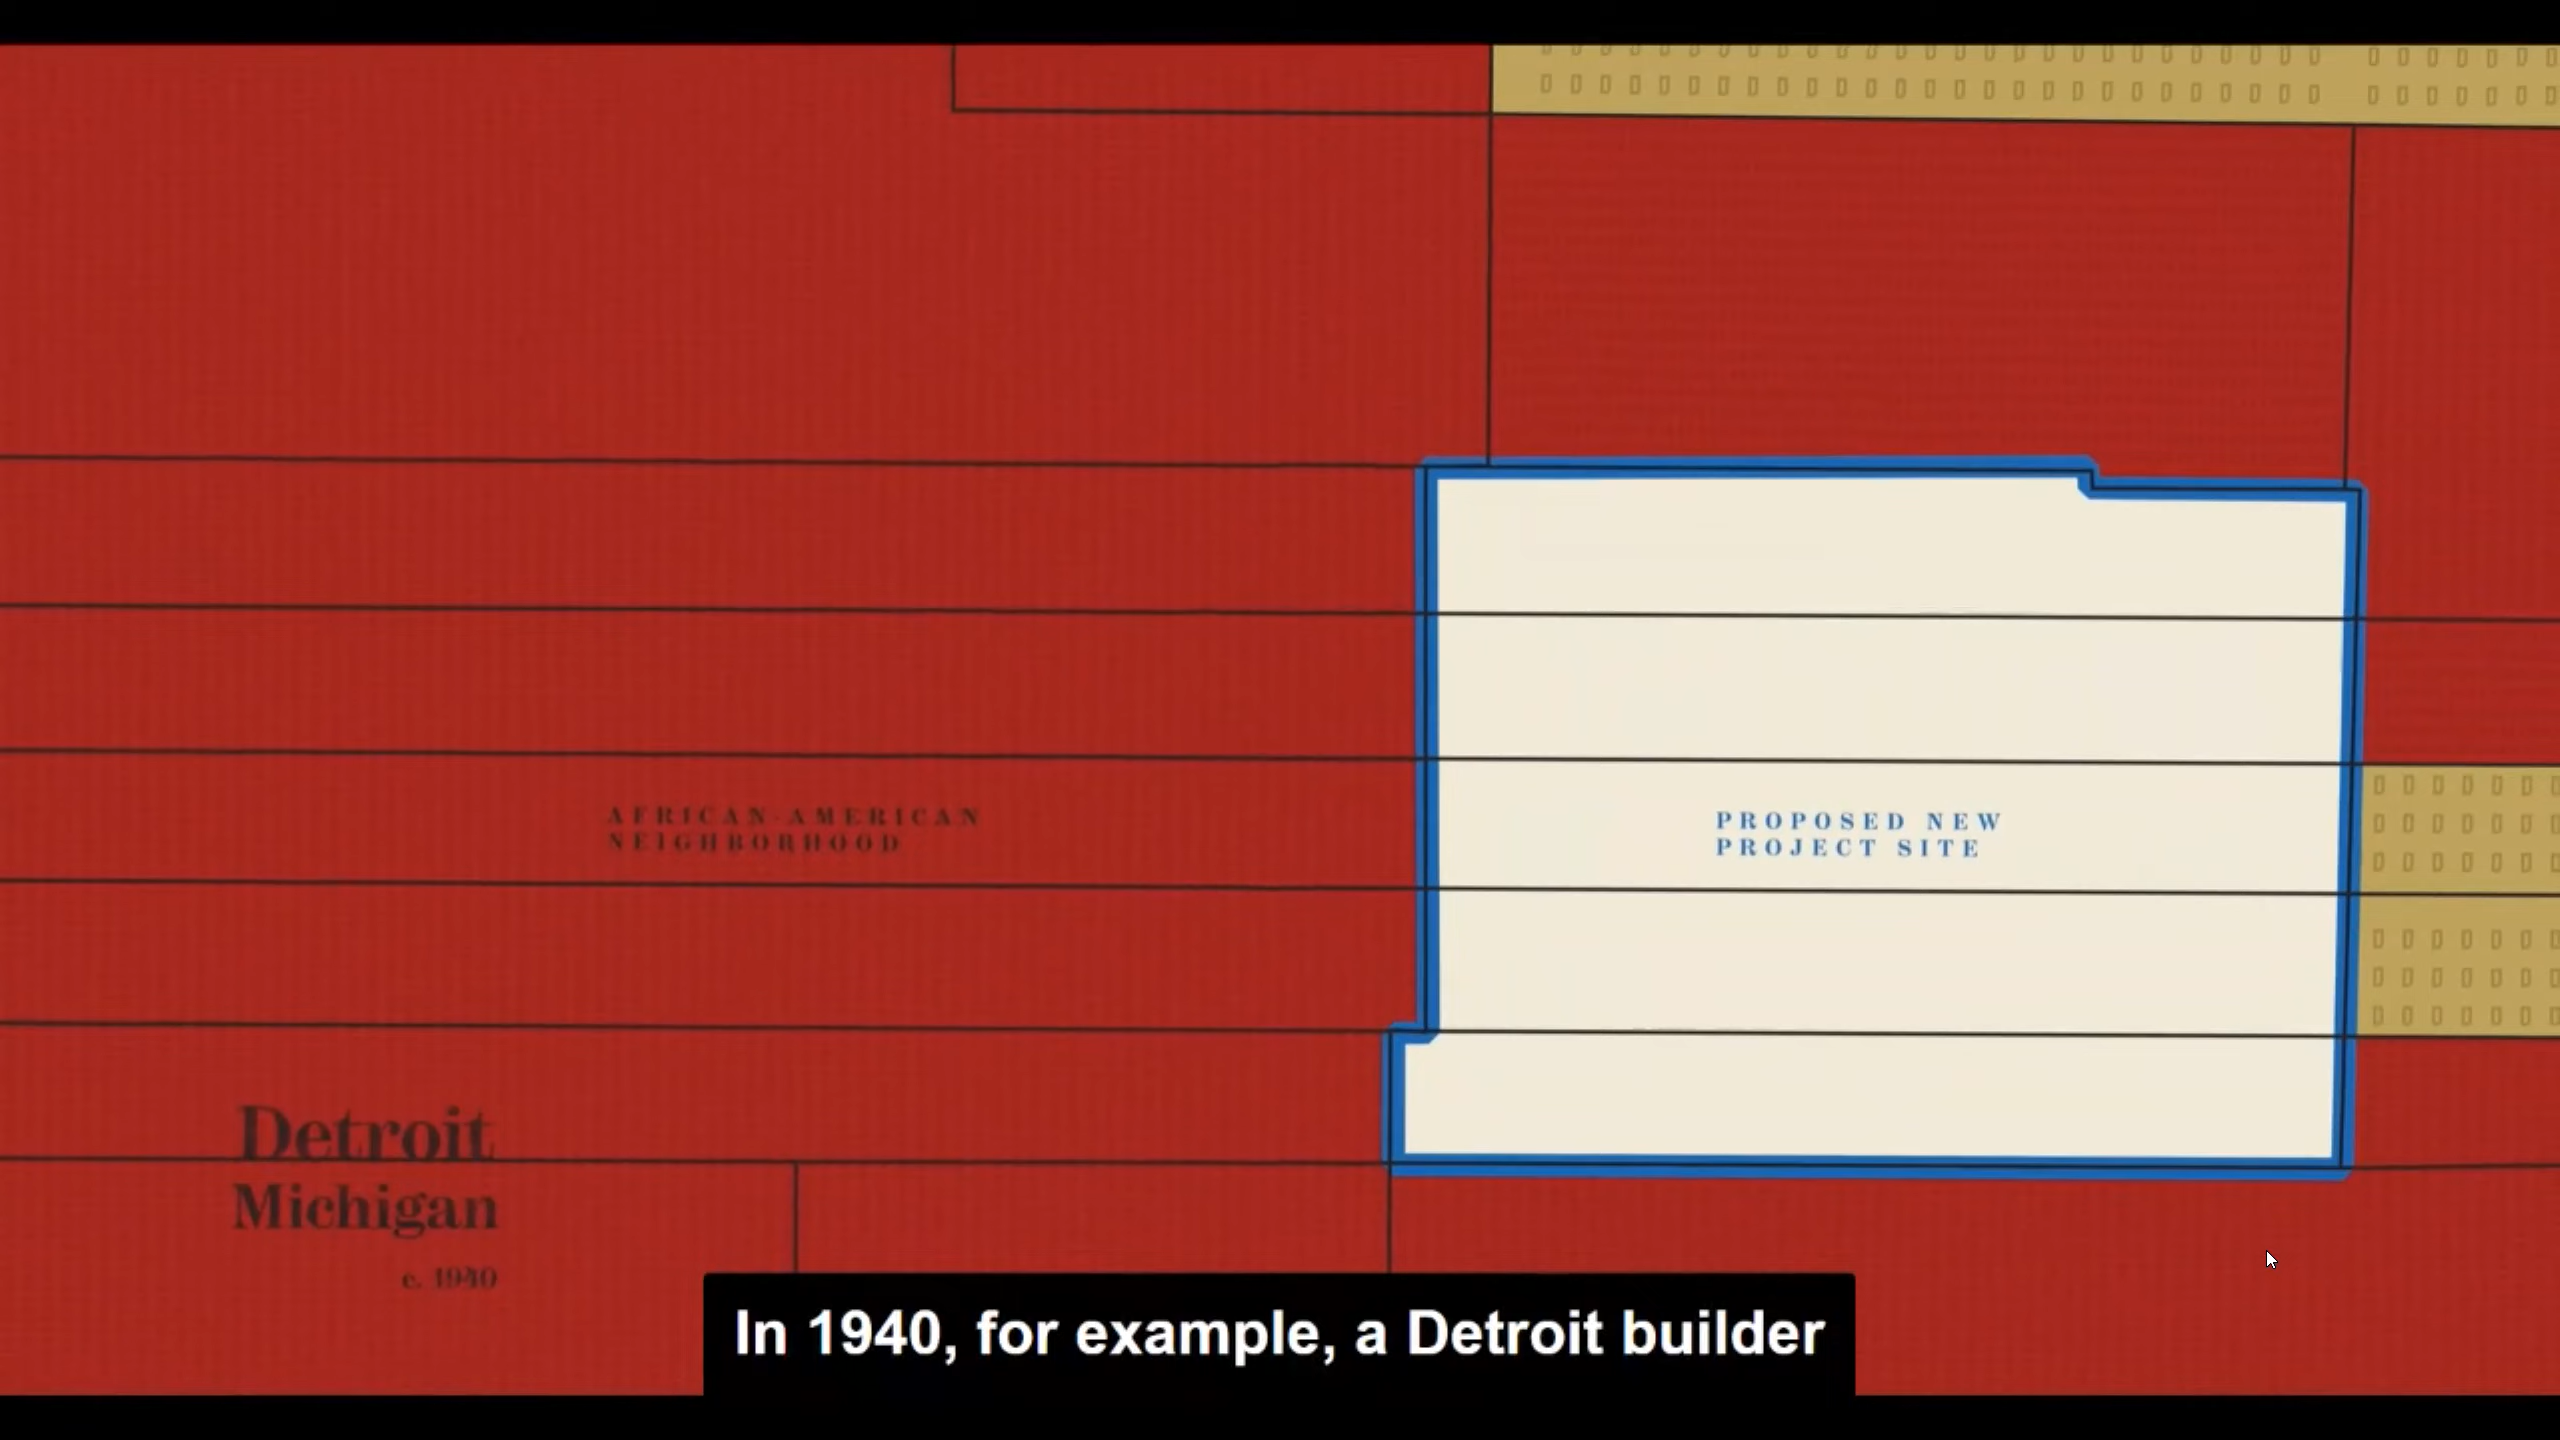 AFRICAN-AMERICAN
NEIGHBORHOOD
PROPOSED NEW
PROJECT SITE
Detroit
Michigan
c. 1940
In 1940, for example, a Detroit builder